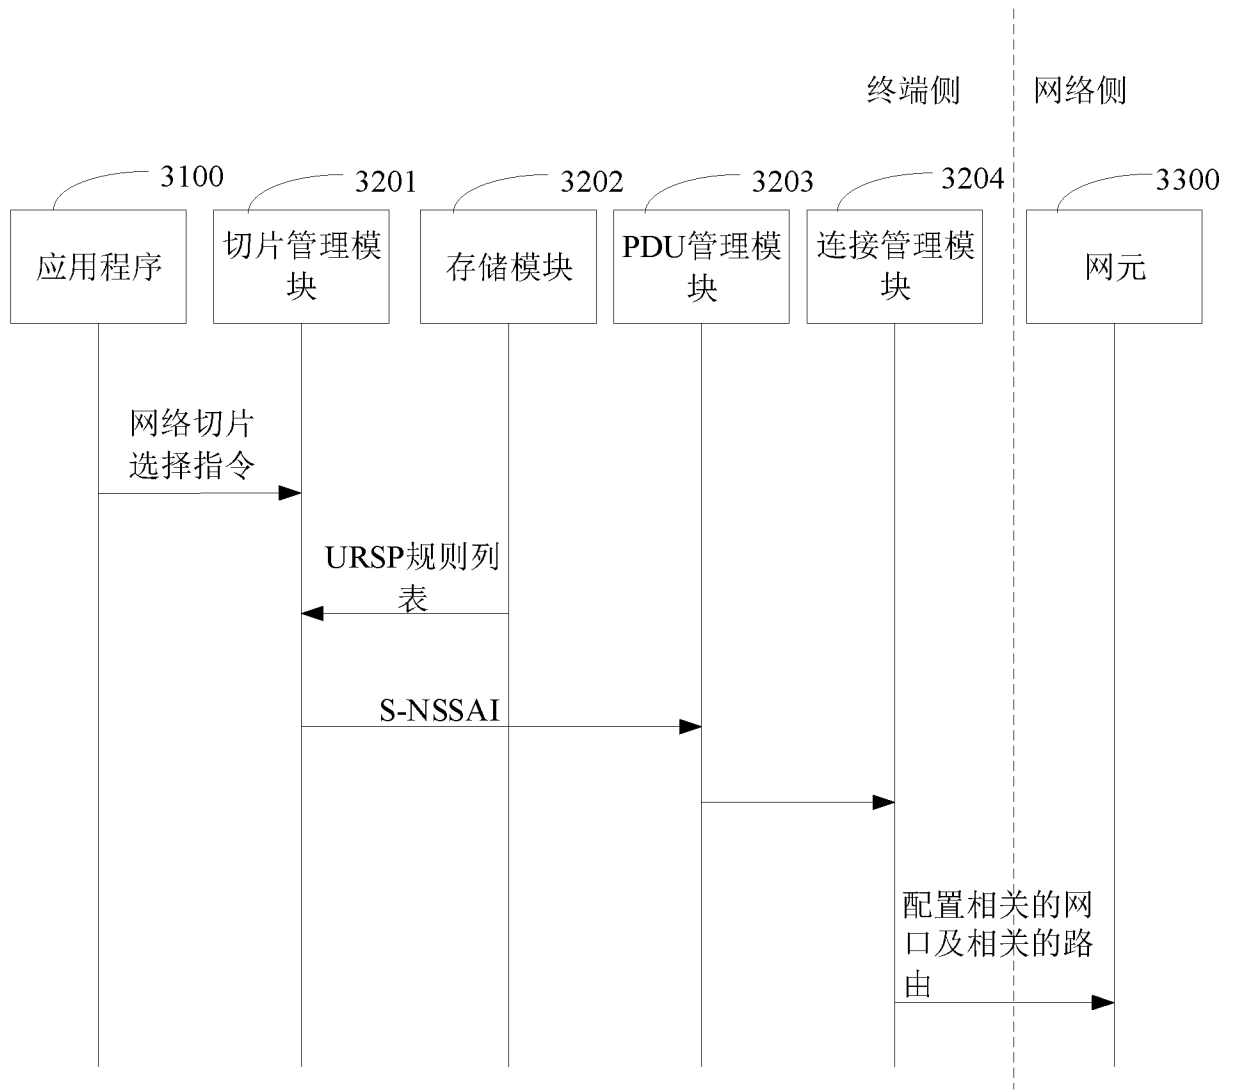 终端侧
网络侧
3100
3201
3202
3203
3204
3300
应用程序
切片管理模
块
存储模块
PDU管理模
块
连接管理模
块
网元
网络切片
选择指令
URSP规则列
表
S-NSSAI
配置相关的网
口及相关的路
由